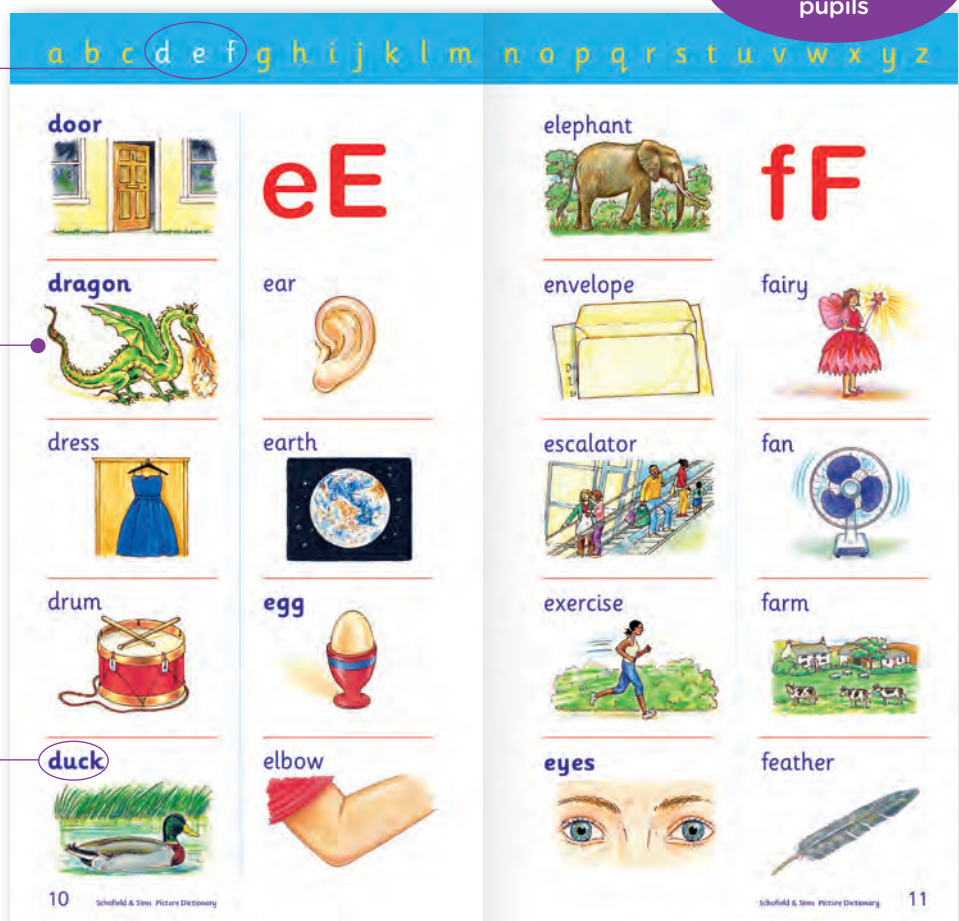 pupils
a b c d e f g h i j k l m n o p q r s t u v w x y z
door
dragon
dress
drum
duck
eE
ear
earth
egg
elbow
10 Schofield & Sims Picture Dictionary
elephant
envelope
escalator
exercise
eyes
fF
fairy
fan
farm
feather
Schofield & Sims Picture Dictionary 11